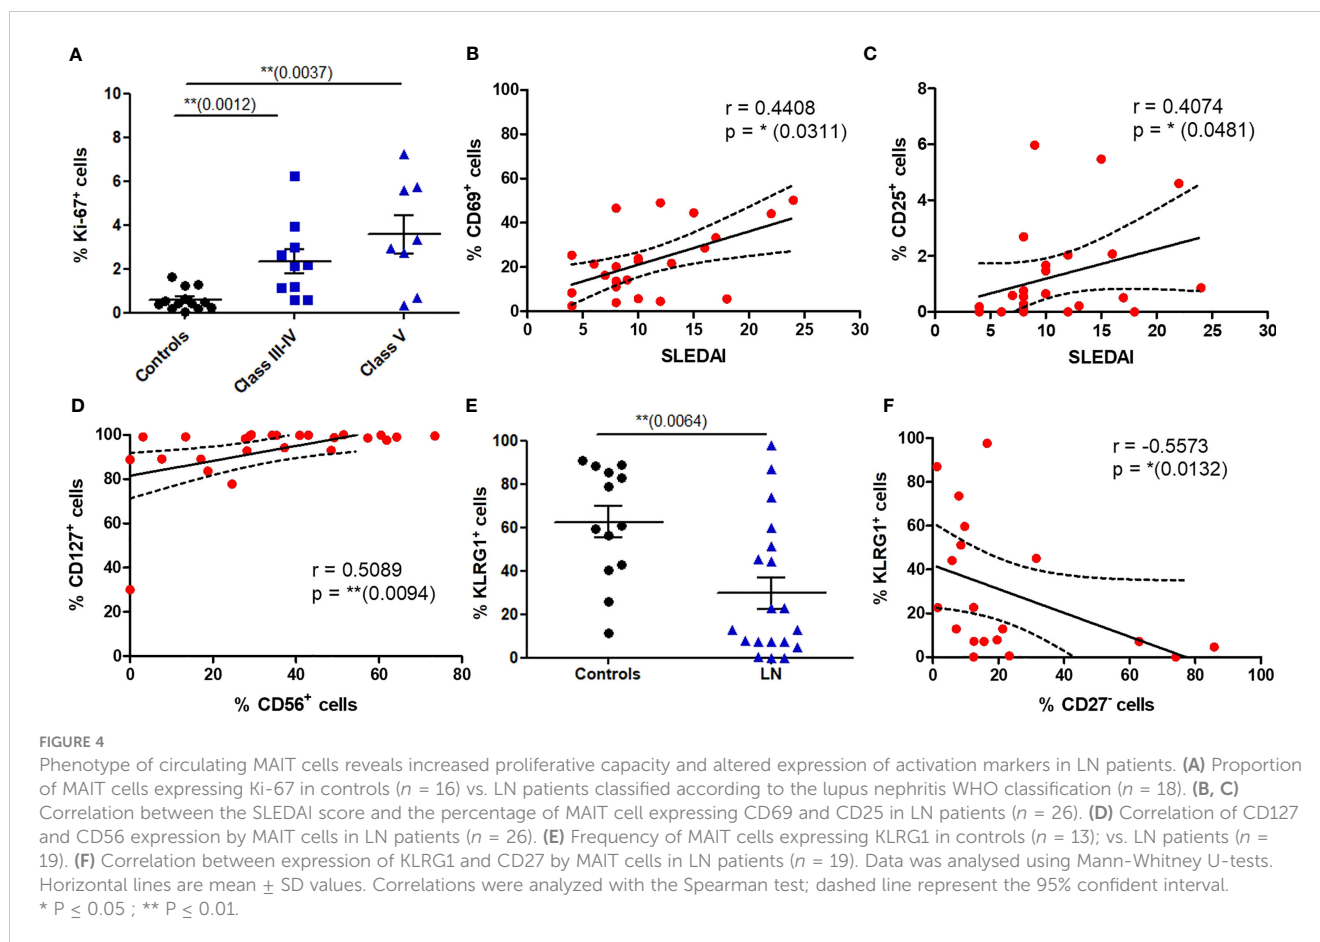 A
**(0.0037)
**(0.0012)
10
8
6
4
2
0
% Ki-67+ cells
Controls
Class III-IV
Class V
B
100
80
60
40
20
0
% CD69+ cells
r = 0.4408
p = * (0.0311)
0 5 10 15 20 25 30
SLEDAI
C
8
6
4
2
0
% CD25+ cells
r = 0.4074
p = * (0.0481)
0 5 10 15 20 25 30
SLEDAI
D
100
80
60
40
20
0
% CD127+ cells
r = 0.5089
p = **(0.0094)
0 20 40 60 80
% CD56+ cells
E
**(0.0064)
100
80
60
40
20
0
% KLRG1+ cells
Controls
LN
F
100
80
60
40
20
0
% KLRG1+ cells
r = -0.5573
p = *(0.0132)
0 20 40 60 80 100
% CD27- cells
FIGURE 4
Phenotype of circulating MAIT cells reveals increased proliferative capacity and altered expression of activation markers in LN patients. (A) Proportion
of MAIT cells expressing Ki-67 in controls (n = 16) vs. LN patients classified according to the lupus nephritis WHO classification (n = 18). (B, C)
Correlation between the SLEDAI score and the percentage of MAIT cell expressing CD69 and CD25 in LN patients (n = 26). (D) Correlation of CD127
and CD56 expression by MAIT cells in LN patients (n = 26). (E) Frequency of MAIT cells expressing KLRG1 in controls (n = 13); vs. LN patients (n =
19). (F) Correlation between expression of KLRG1 and CD27 by MAIT cells in LN patients (n = 19). Data was analysed using Mann-Whitney U-tests.
Horizontal lines are mean ± SD values. Correlations were analyzed with the Spearman test; dashed line represent the 95% confident interval.
* P ≤ 0.05 ; ** P ≤ 0.01.